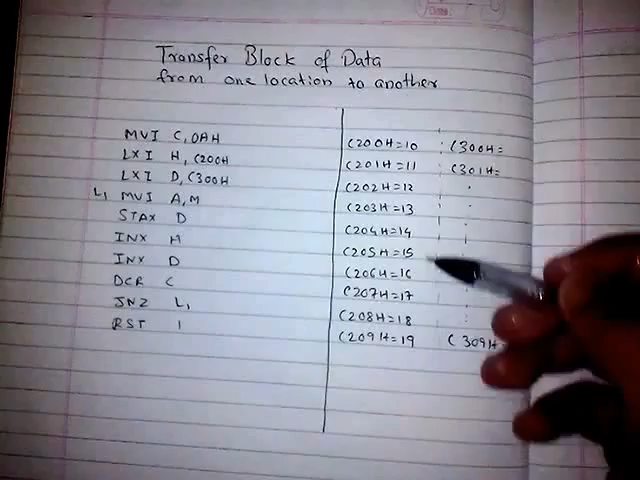 Transfer Block of Data
from one location to another
MVI C, 0AH
LXI H, C200H
LXI D, C300H
L1 MVI A, M
STAX D
INX H
INX D
DCR C
JNZ L1
RST 1
C200H=10 : C300H=
C201H=11 C301H=
C202H=12
C203H=13
C204H=14
C205H=15
C206H=16
C207H=17
C208H=18
C209H=19 C309H